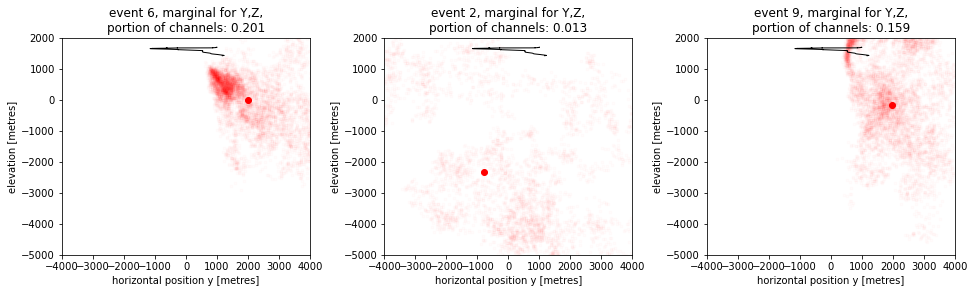 event 6, marginal for Y,Z,
portion of channels: 0.201
2000
1000
0
−1000
−2000
−3000
−4000
−5000
elevation [metres]
−4000−3000−2000−1000 0 1000 2000 3000 4000
horizontal position y [metres]
event 2, marginal for Y,Z,
portion of channels: 0.013
2000
1000
0
−1000
−2000
−3000
−4000
−5000
elevation [metres]
−4000−3000−2000−1000 0 1000 2000 3000 4000
horizontal position y [metres]
event 9, marginal for Y,Z,
portion of channels: 0.159
2000
1000
0
−1000
−2000
−3000
−4000
−5000
elevation [metres]
−4000−3000−2000−1000 0 1000 2000 3000 4000
horizontal position y [metres]